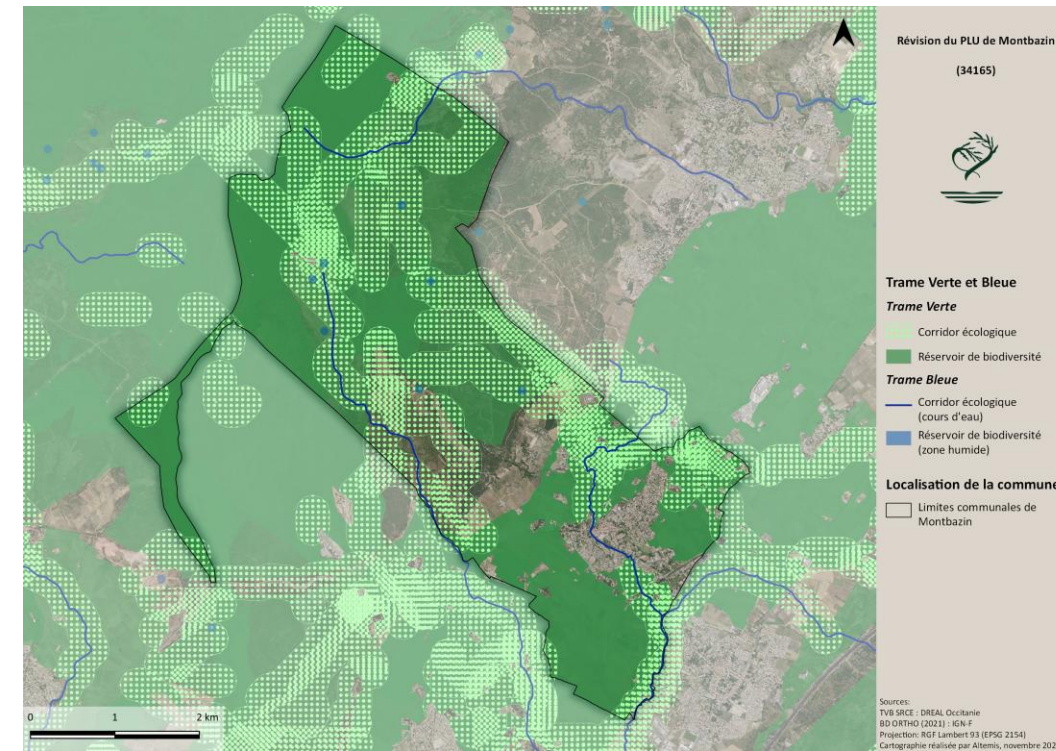 Révision du PLU de Montbazin
(34165)
Trame Verte et Bleue
Trame Verte
Corridor écologique
Réservoir de biodiversité
Trame Bleue
Corridor écologique
(cours d'eau)
Réservoir de biodiversité
(zone humide)
Localisation de la commune
Limites communales de
Montbazin
0 1 2 km
Sources:
TVB SRCE : DREAL Occitanie
BD ORTHO (2021) : IGN-F
Projection: RGF Lambert 93 (EPSG 2154)
Cartographie réalisée par Altemis, novembre 202